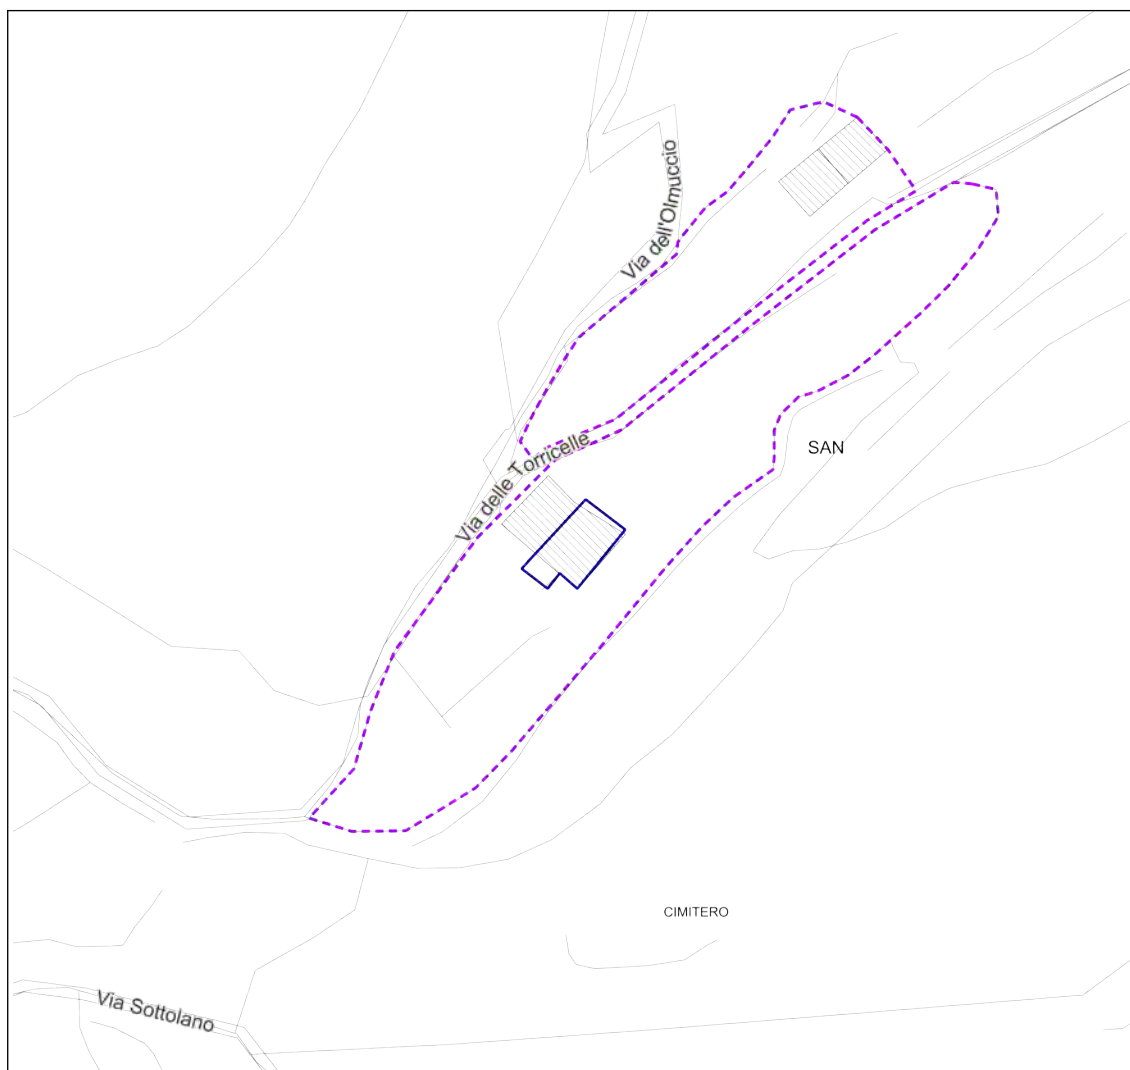 Via dell'Olmuccio
Via delle Torricelle
SAN
CIMITERO
Via Sottolano